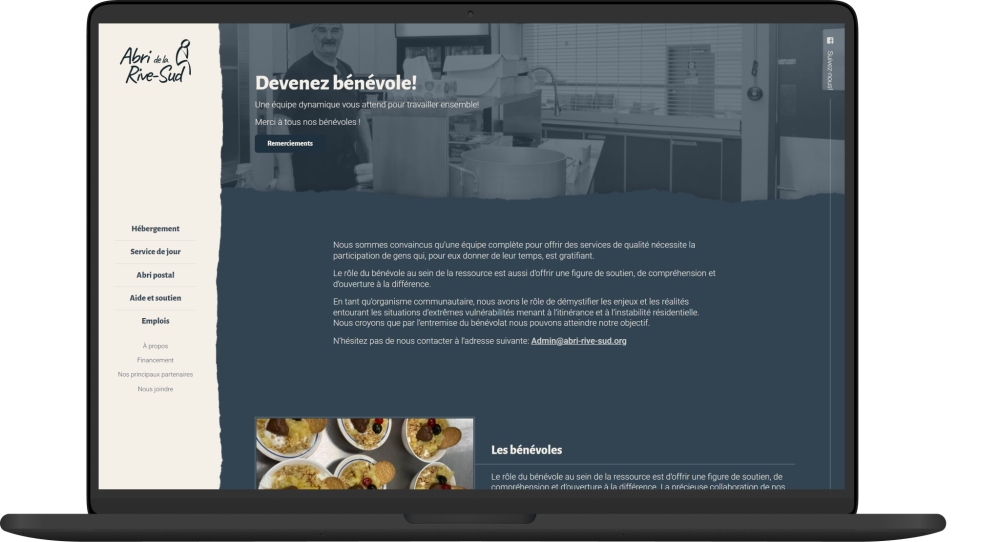 Abri de la
Rive-Sud
Hébergement
Service de jour
Abri postal
Aide et soutien
Emplois
À propos
Financement
Nos principaux partenaires
Nous joindre
Devenez bénévole!
Une équipe dynamique vous attend pour travailler ensemble!
Merci à tous nos bénévoles !
Remerciements
Suivez nous!
Nous sommes convaincus qu'une équipe complète pour offrir des services de qualité nécessite la
participation de gens qui, pour eux donner de leur temps, est gratifiant.
Le rôle du bénévole au sein de la ressource est aussi d'offrir une figure de soutien, de compréhension et
d'ouverture à la différence.
En tant qu'organisme communautaire, nous avons le rôle de démystifier les enjeux et les réalités
entourant les situations d'extrêmes vulnérabilités menant à l'itinérance et à l'instabilité résidentielle.
Nous croyons que par l'entremise du bénévolat nous pouvons atteindre notre objectif.
N'hésitez pas de nous contacter à l'adresse suivante: Admin@abri-rive-sud.org
Les bénévoles
Le rôle du bénévole au sein de la ressource est d'offrir une figure de soutien, de
compréhension et d'ouverture à la différence. La précieuse collaboration de nos